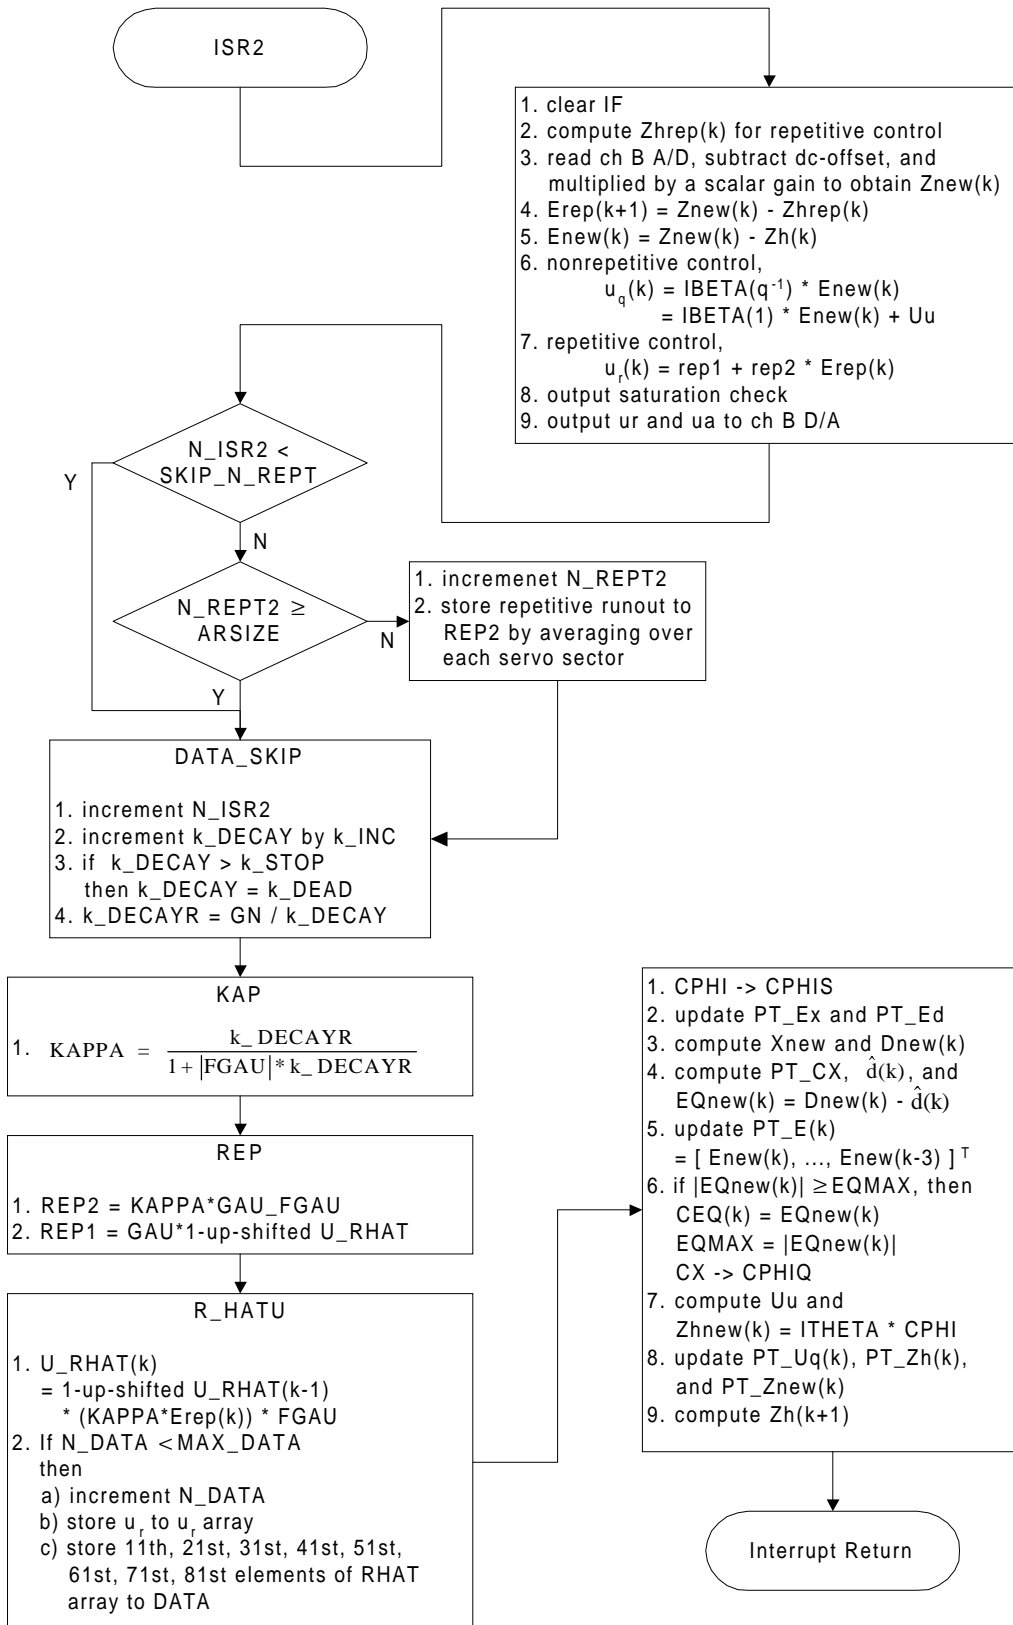 ISR2
1. clear IF
2. compute Zhrep(k) for repetitive control
3. read ch B A/D, subtract dc-offset, and
multiplied by a scalar gain to obtain Znew(k)
4. Erep(k+1) = Znew(k) - Zhrep(k)
5. Enew(k) = Znew(k) - Zh(k)
6. nonrepetitive control,
u_q(k) = IBETA(q⁻¹) * Enew(k)
= IBETA(1) * Enew(k) + Uu
7. repetitive control,
u_r(k) = rep1 + rep2 * Erep(k)
8. output saturation check
9. output ur and ua to ch B D/A
N_ISR2 <
SKIP_N_REPT
Y
N
N_REPT2 ≥
ARSIZE
N
Y
1. incremenet N_REPT2
2. store repetitive runout to
REP2 by averaging over
each servo sector
DATA_SKIP
1. increment N_ISR2
2. increment k_DECAY by k_INC
3. if k_DECAY > k_STOP
then k_DECAY = k_DEAD
4. k_DECAYR = GN / k_DECAY
KAP
1. KAPPA = k_DECAYR / 1 + |FGAU| * k_DECAYR
REP
1. REP2 = KAPPA*GAU_FGAU
2. REP1 = GAU*1-up-shifted U_RHAT
R_HATU
1. U_RHAT(k)
= 1-up-shifted U_RHAT(k-1)
* (KAPPA*Erep(k)) * FGAU
2. If N_DATA < MAX_DATA
then
a) increment N_DATA
b) store u_r to u_r array
c) store 11th, 21st, 31st, 41st, 51st,
61st, 71st, 81st elements of RHAT
array to DATA
1. CPHI -> CPHIS
2. update PT_Ex and PT_Ed
3. compute Xnew and Dnew(k)
4. compute PT_CX, d̂(k), and
EQnew(k) = Dnew(k) - d̂(k)
5. update PT_E(k)
= [ Enew(k), ..., Enew(k-3) ]ᵀ
6. if |EQnew(k)| ≥ EQMAX, then
CEQ(k) = EQnew(k)
EQMAX = |EQnew(k)|
CX -> CPHIQ
7. compute Uu and
Zhnew(k) = ITHETA * CPHI
8. update PT_Uq(k), PT_Zh(k),
and PT_Znew(k)
9. compute Zh(k+1)
Interrupt Return